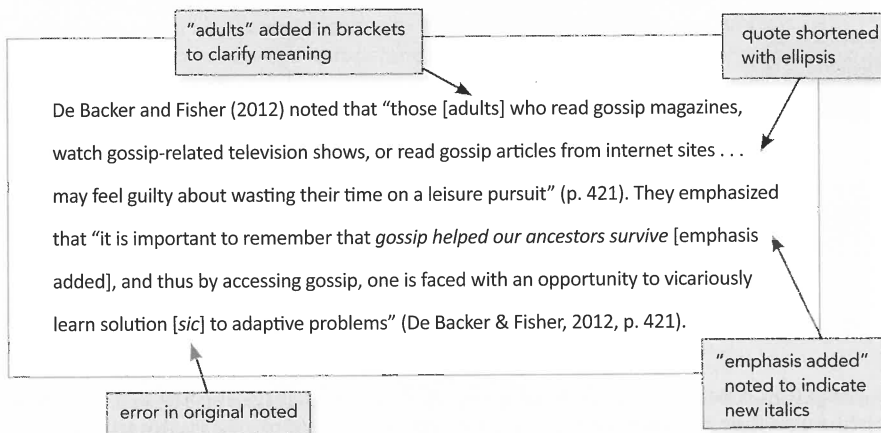 "adults" added in brackets
to clarify meaning
quote shortened
with ellipsis
De Backer and Fisher (2012) noted that “those [adults] who read gossip magazines,
watch gossip-related television shows, or read gossip articles from internet sites . . .
may feel guilty about wasting their time on a leisure pursuit” (p. 421). They emphasized
that “it is important to remember that gossip helped our ancestors survive [emphasis
added], and thus by accessing gossip, one is faced with an opportunity to vicariously
learn solution [sic] to adaptive problems” (De Backer & Fisher, 2012, p. 421).
"emphasis added"
noted to indicate
new italics
error in original noted